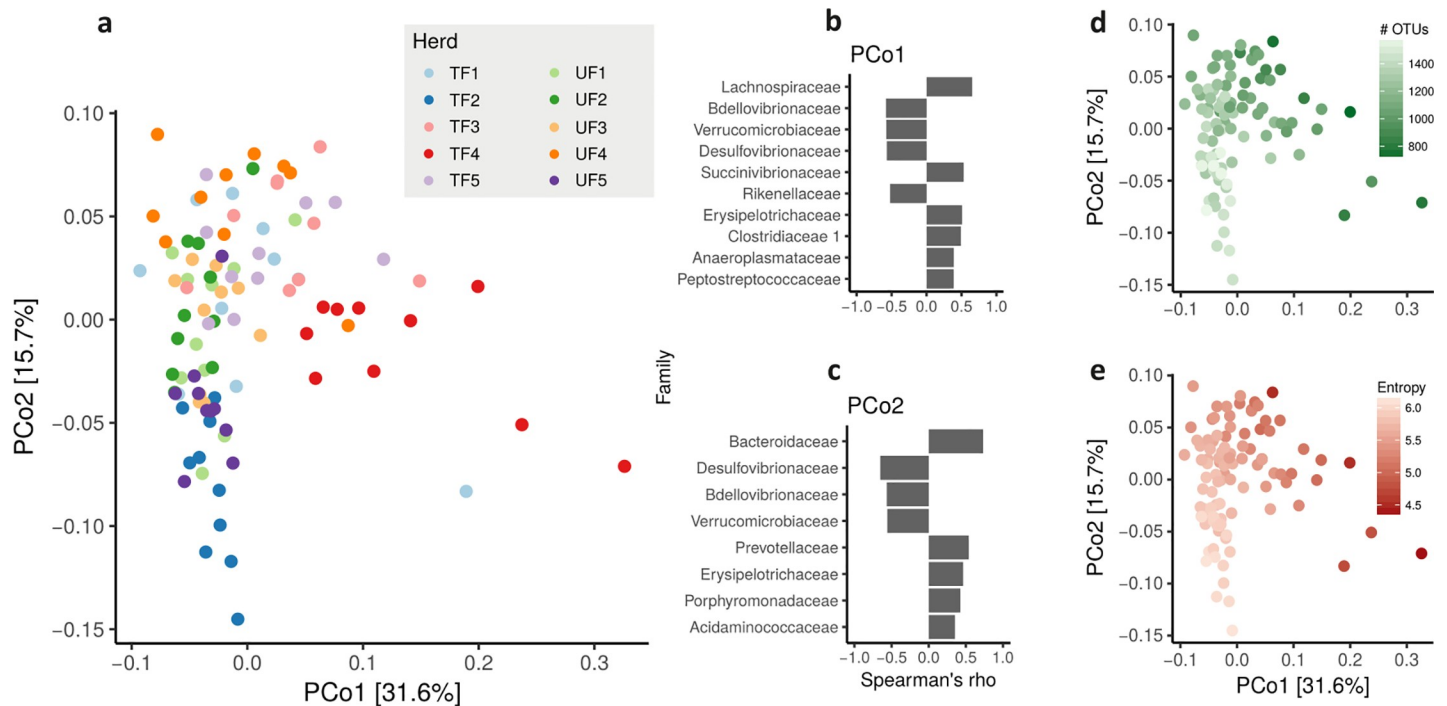 a
Herd
TF1 UF1
TF2 UF2
TF3 UF3
TF4 UF4
TF5 UF5
0.10
0.05
0.00
−0.05
−0.10
−0.15
PCo2 [15.7%]
−0.1 0.0 0.1 0.2 0.3
PCo1 [31.6%]
Family
b
PCo1
Lachnospiraceae
Bdellovibrionaceae
Verrucomicrobiaceae
Desulfovibrionaceae
Succinivibrionaceae
Rikenellaceae
Erysipelotrichaceae
Clostridiaceae 1
Anaeroplasmataceae
Peptostreptococcaceae
−1.0 −0.5 0.0 0.5 1.0
c
PCo2
Bacteroidaceae
Desulfovibrionaceae
Bdellovibrionaceae
Verrucomicrobiaceae
Prevotellaceae
Erysipelotrichaceae
Porphyromonadaceae
Acidaminococcaceae
−1.0 −0.5 0.0 0.5 1.0
Spearman's rho
d
# OTUs
1400
1200
1000
800
0.10
0.05
0.00
−0.05
−0.10
−0.15
PCo2 [15.7%]
−0.1 0.0 0.1 0.2 0.3
e
Entropy
6.0
5.5
5.0
4.5
0.10
0.05
0.00
−0.05
−0.10
−0.15
PCo2 [15.7%]
−0.1 0.0 0.1 0.2 0.3
PCo1 [31.6%]